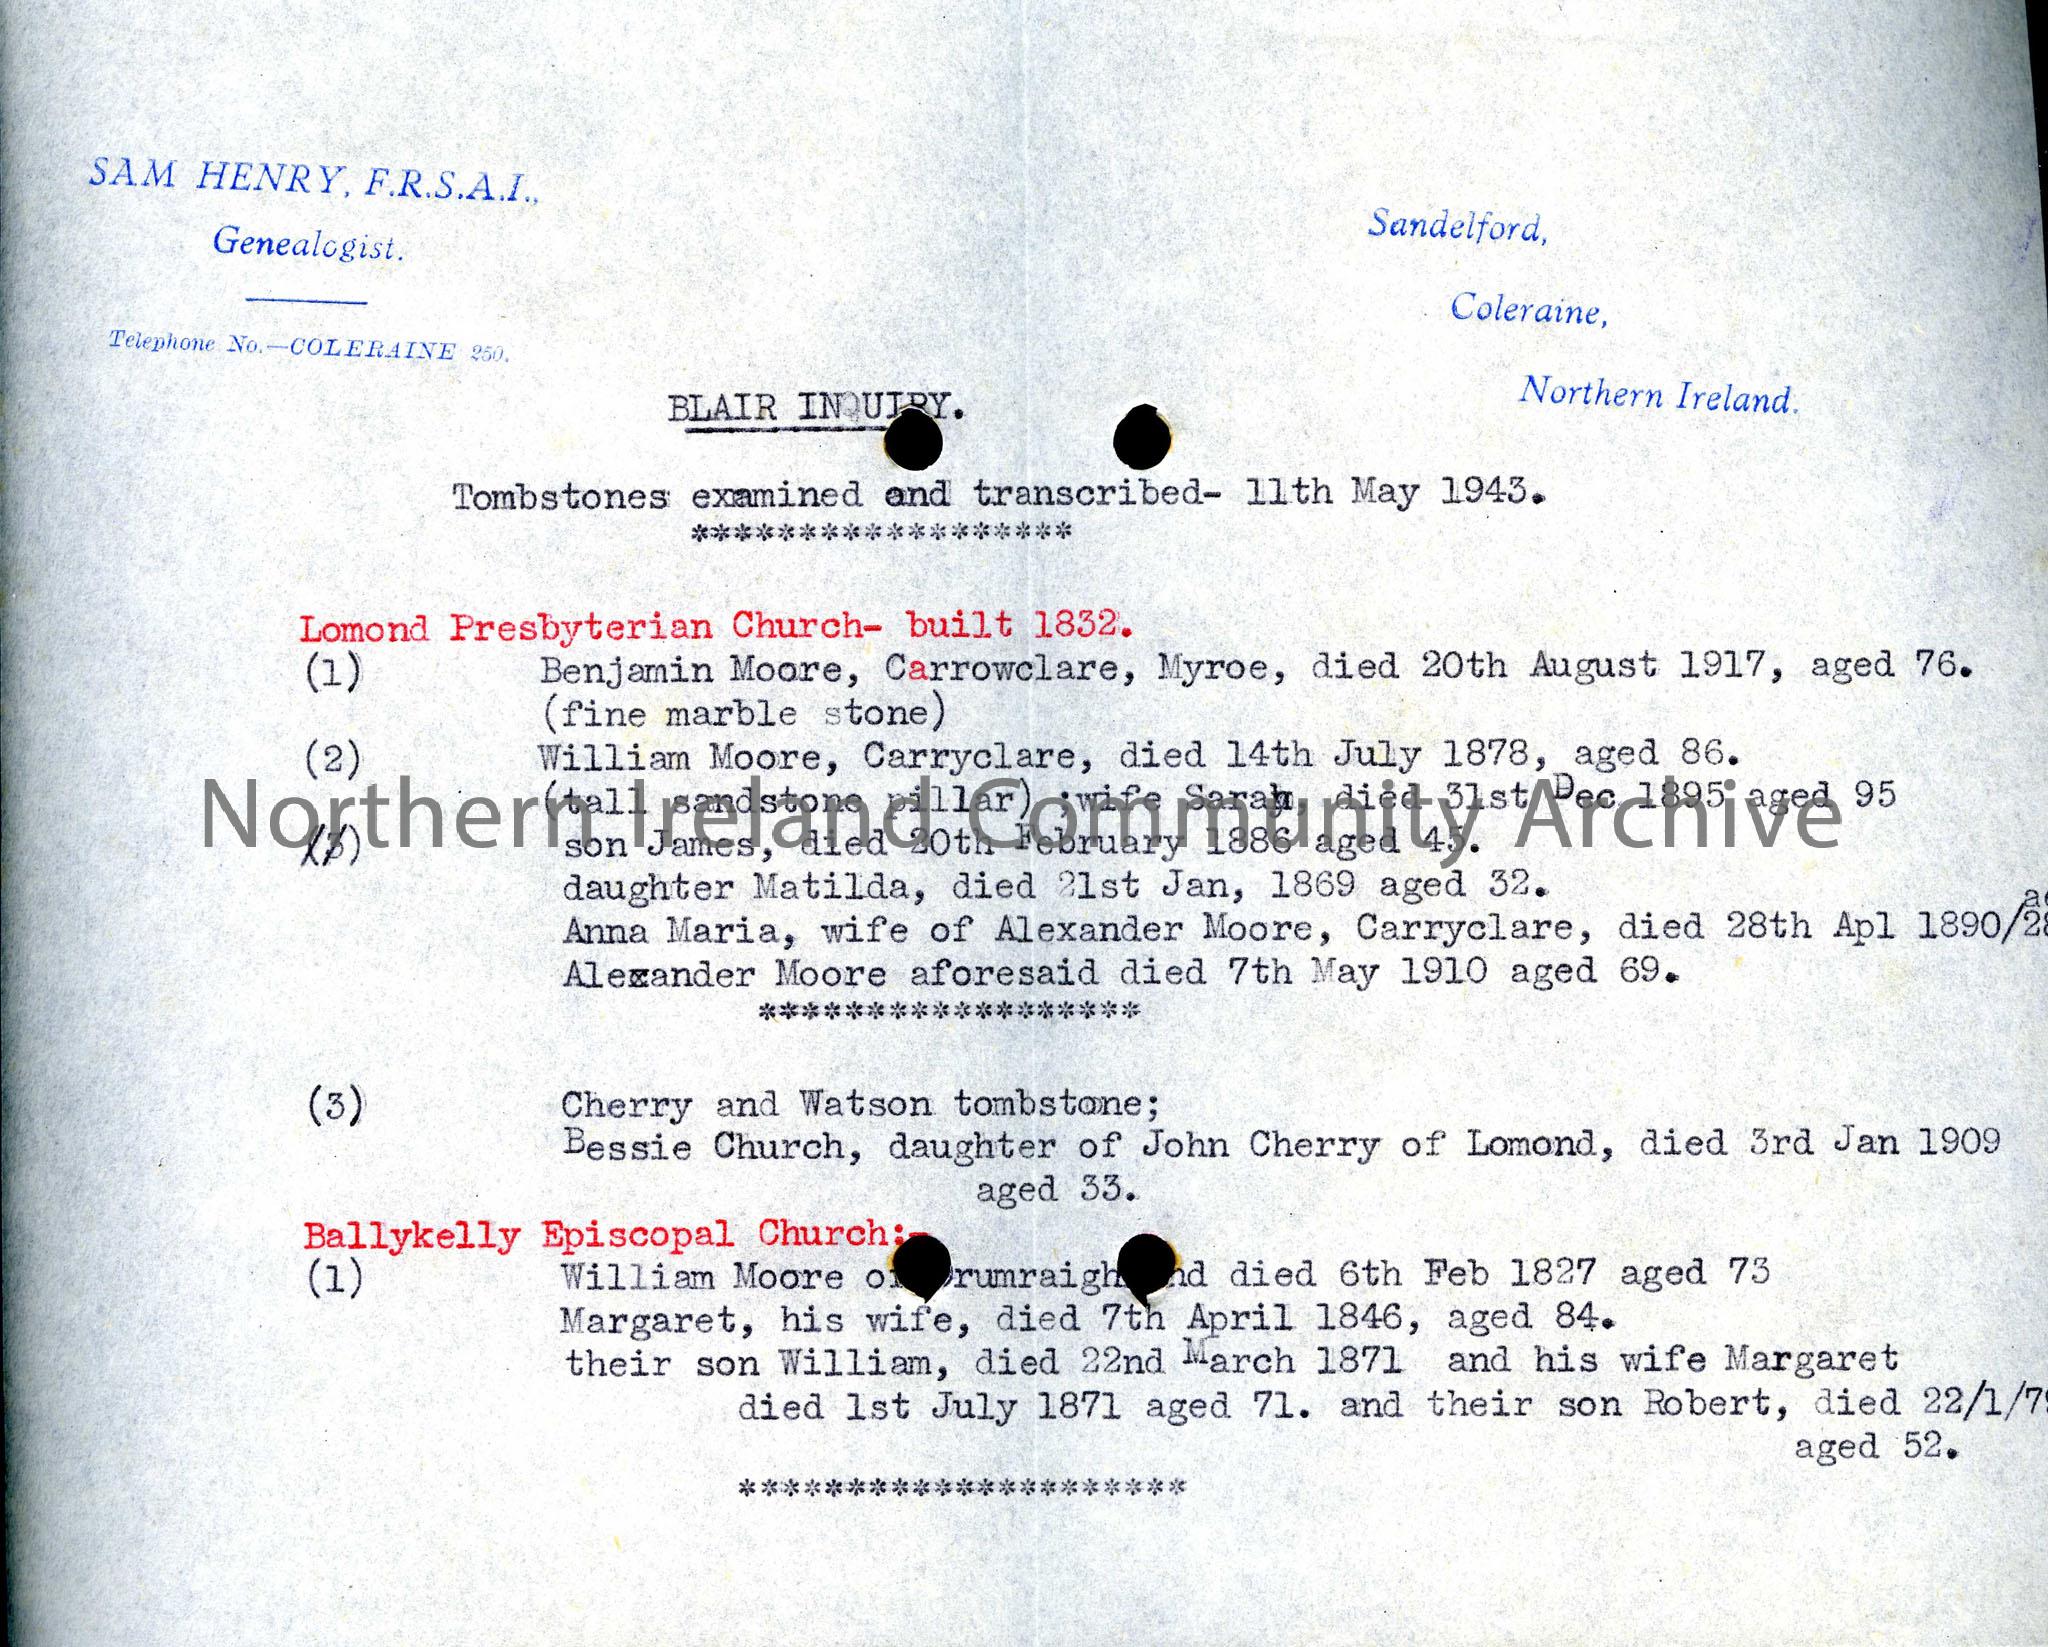 SAM HENRY, F.R.S.A.I.,
Genealogist.
Telephone No.—COLERAINE 250.
Sandelford,
Coleraine,
Northern Ireland.
BLAIR INQUIRY.
Tombstones examined and transcribed- 11th May 1943.
******************
Lomond Presbyterian Church- built 1832.
(1) Benjamin Moore, Carrowclare, Myroe, died 20th August 1917, aged 76.
(fine marble stone)
(2) William Moore, Carryclare, died 14th July 1878, aged 86.
(tall sandstone pillar) ;wife Sarah, died 31st Dec 1895 aged 95
(3) son James, died 20th February 1886 aged 45.
daughter Matilda, died 21st Jan, 1869 aged 32.
Anna Maria, wife of Alexander Moore, Carryclare, died 28th Apl 1890/
Alexander Moore aforesaid died 7th May 1910 aged 69.
******************
(3) Cherry and Watson tombstone;
Bessie Church, daughter of John Cherry of Lomond, died 3rd Jan 1909
aged 33.
Ballykelly Episcopal Church:-
(1) William Moore died 6th Feb 1827 aged 73
Margaret, his wife, died 7th April 1846, aged 84.
their son William, died 22nd March 1871 and his wife Margaret
died 1st July 1871 aged 71. and their son Robert, died 22/1/
aged 52.
*********************
Northern Ireland Community Archive